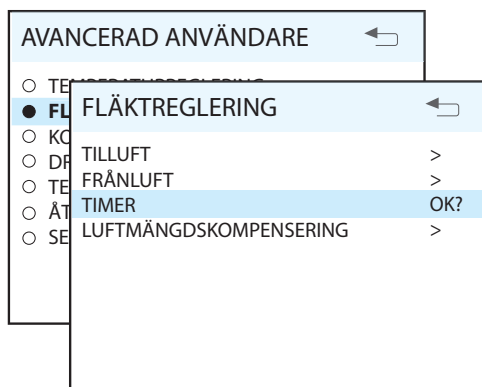 AVANCERAD ANVÄNDARE
FLÄKTREGLERING
TILLUFT >
FRÅNLUFT >
TIMER OK?
LUFTMÄNGDSKOMPENSERING >